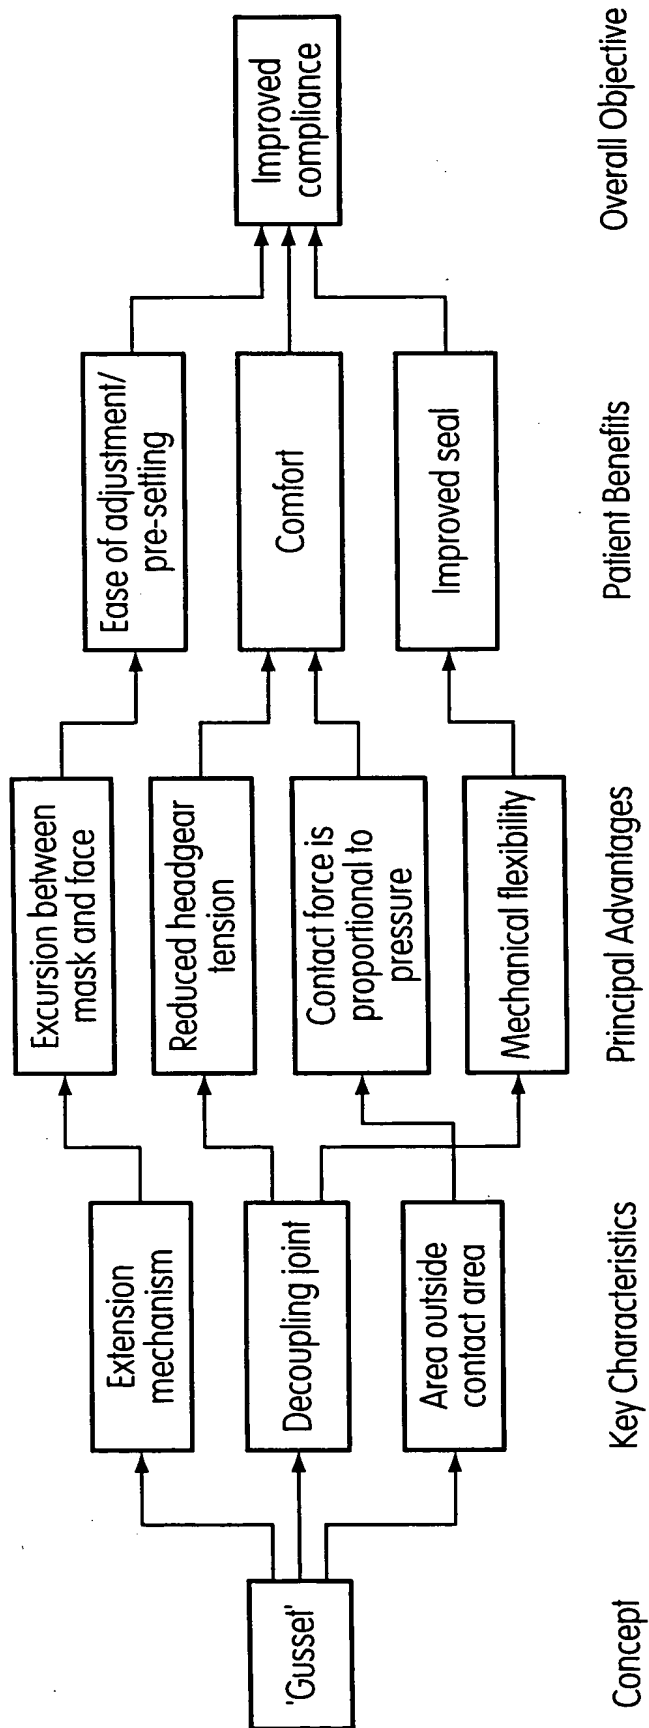 'Gusset'
Extension
mechanism
Decoupling joint
Area outside
contact area
Excursion between
mask and face
Reduced headgear
tension
Contact force is
proportional to
pressure
Mechanical flexibility
Ease of adjustment/
pre-setting
Comfort
Improved seal
Improved
compliance
Concept
Key Characteristics
Principal Advantages
Patient Benefits
Overall Objective